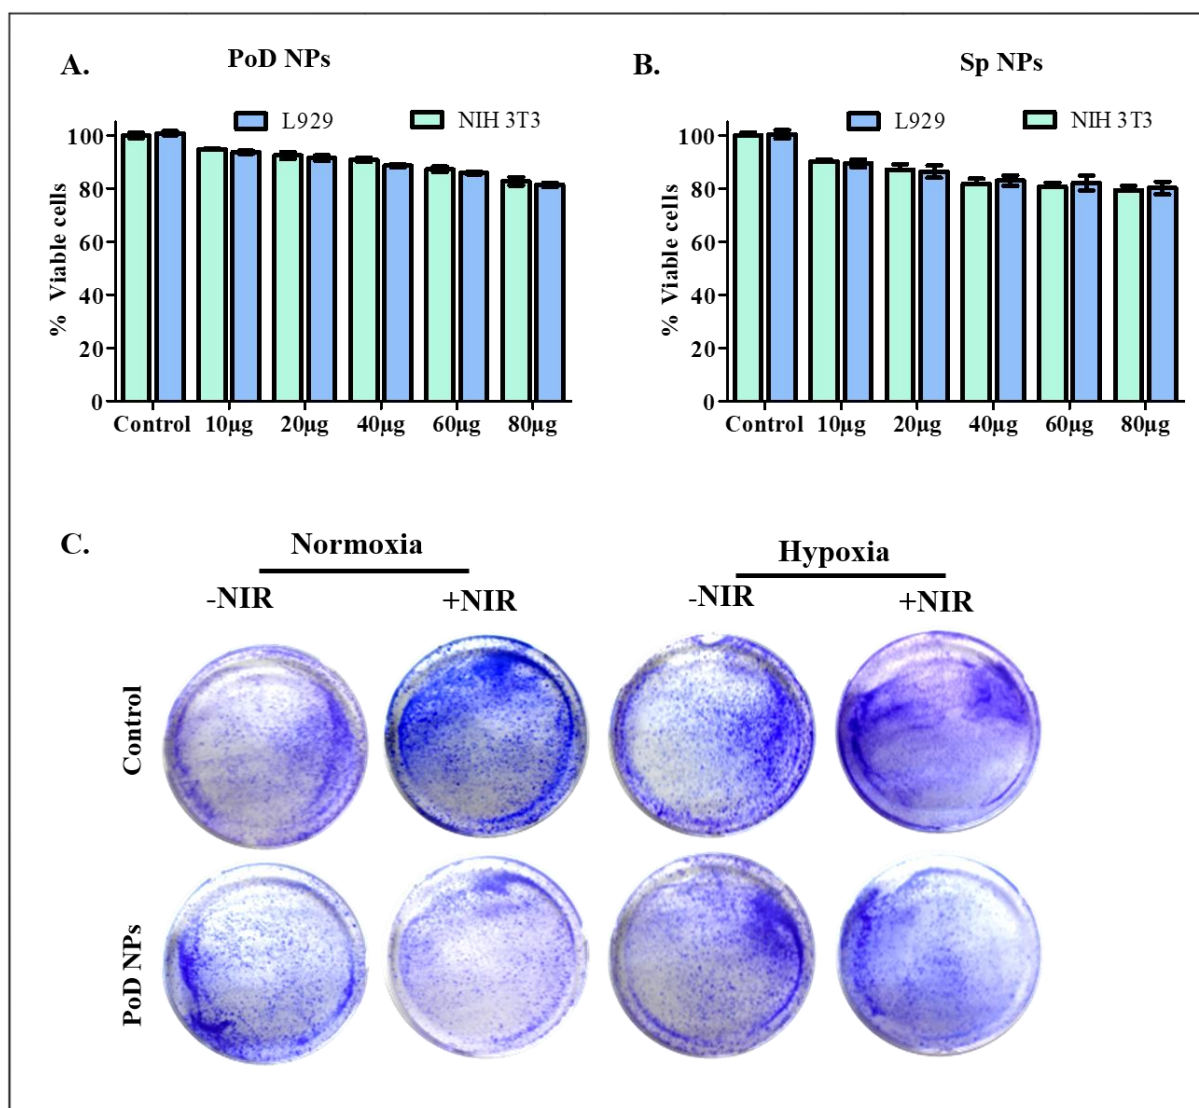 A.
PoD NPs
L929
NIH 3T3
% Viable cells
100
80
60
40
20
0
Control 10µg 20µg 40µg 60µg 80µg
B.
Sp NPs
L929
NIH 3T3
% Viable cells
100
80
60
40
20
0
Control 10µg 20µg 40µg 60µg 80µg
C.
Normoxia
Hypoxia
-NIR
+NIR
-NIR
+NIR
Control
PoD NPs